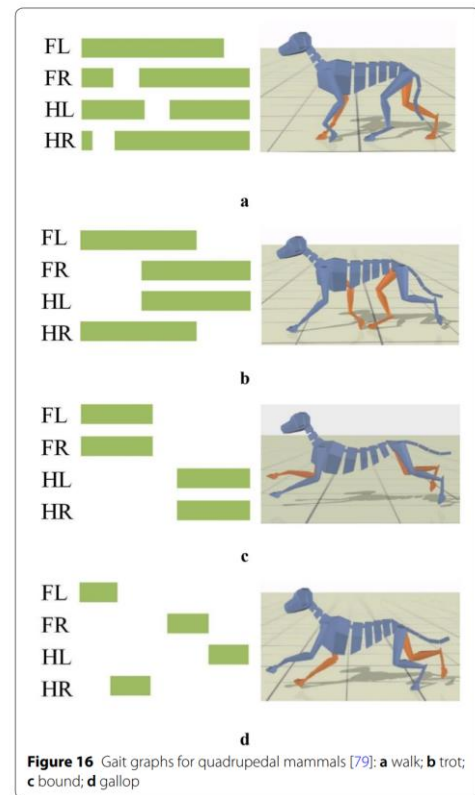 FL
FR
HL
HR
a
FL
FR
HL
HR
b
FL
FR
HL
HR
c
FL
FR
HL
HR
d
Figure 16 Gait graphs for quadrupedal mammals [79]: a walk; b trot;
c bound; d gallop